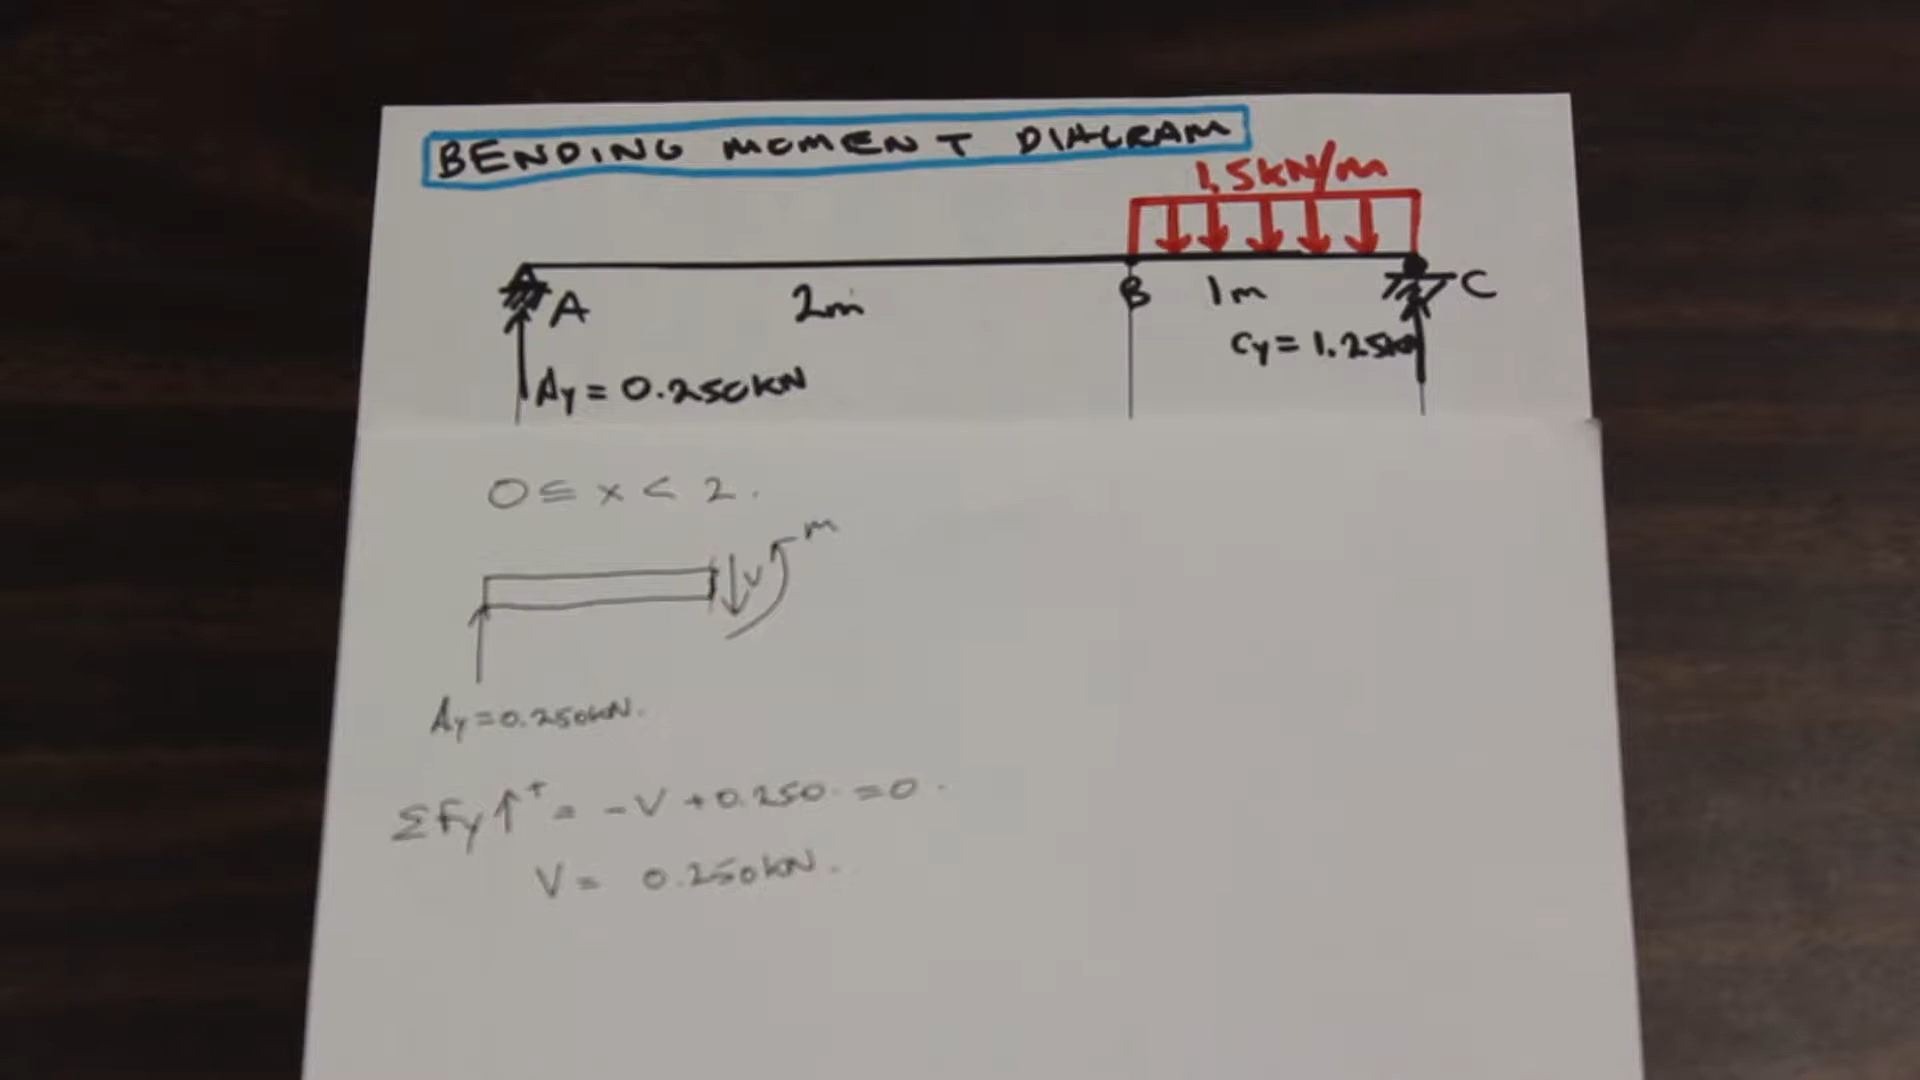 BENDING MOMENT DIAGRAM
1.5kN/m
A
2m
B
1m
C
Cy = 1.25kN
Ay = 0.250kN
0 ≤ x < 2.
m
V
Ay = 0.250kN.
ΣFy↑+ = -V + 0.250 = 0.
V = 0.250kN.